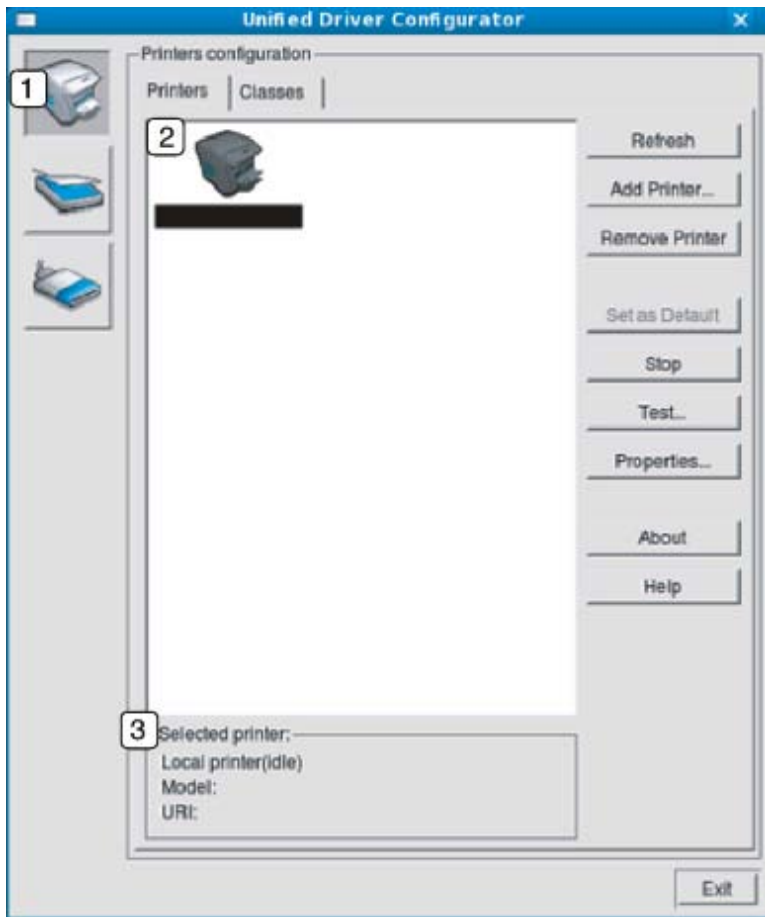 Unified Driver Configurator
Printers configuration
Printers
Classes
1
2
3
Refresh
Add Printer...
Remove Printer
Set as Default
Stop
Test...
Properties...
About
Help
Selected printer:
Local printer(idle)
Model:
URI:
Exit